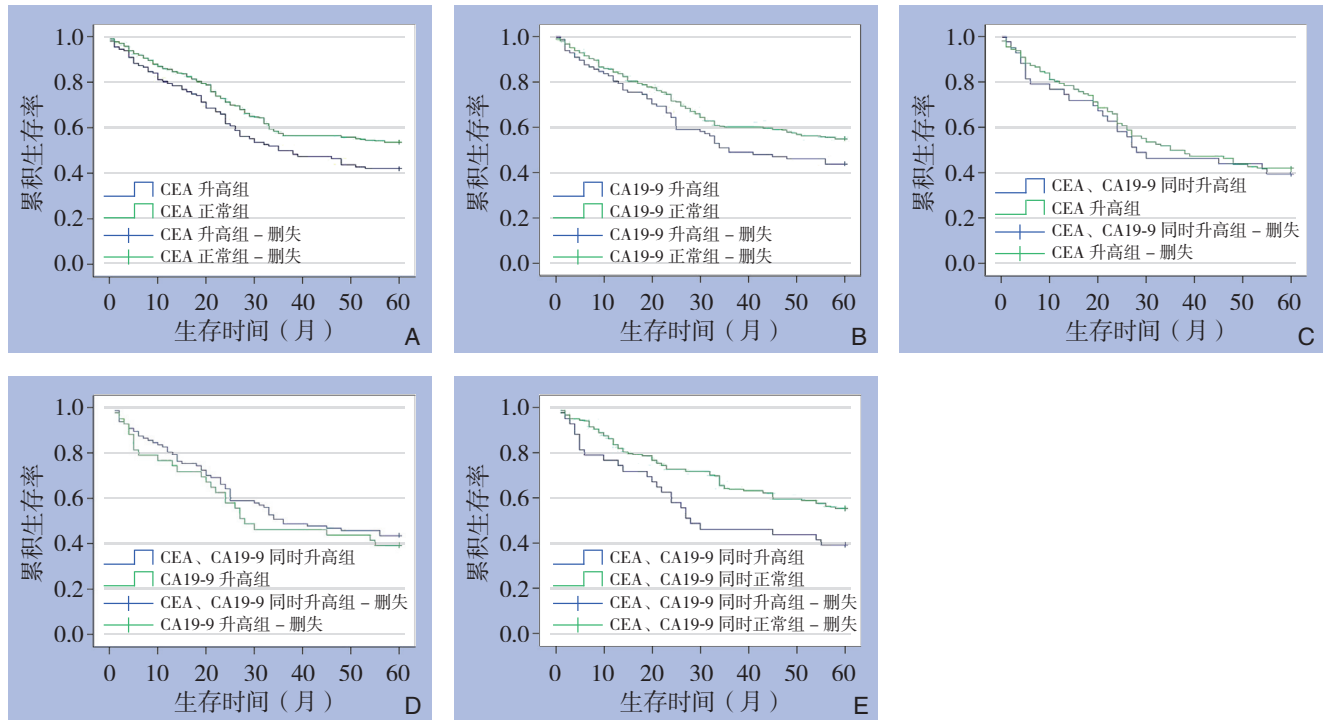 1.0
0.8
0.6
0.4
0.2
0.0
累积生存率
CEA 升高组
CEA 正常组
CEA 升高组 – 删失
CEA 正常组 – 删失
0 10 20 30 40 50 60
生存时间（月）
A
1.0
0.8
0.6
0.4
0.2
0.0
累积生存率
CA19-9 升高组
CA19-9 正常组
CA19-9 升高组 – 删失
CA19-9 正常组 – 删失
0 10 20 30 40 50 60
生存时间（月）
B
1.0
0.8
0.6
0.4
0.2
0.0
累积生存率
CEA、CA19-9 同时升高组
CEA 升高组
CEA、CA19-9 同时升高组 – 删失
CEA 升高组 – 删失
0 10 20 30 40 50 60
生存时间（月）
C
1.0
0.8
0.6
0.4
0.2
0.0
累积生存率
CEA、CA19-9 同时升高组
CA19-9 升高组
CEA、CA19-9 同时升高组 – 删失
CA19-9 升高组 – 删失
0 10 20 30 40 50 60
生存时间（月）
D
1.0
0.8
0.6
0.4
0.2
0.0
累积生存率
CEA、CA19-9 同时升高组
CEA、CA19-9 同时正常组
CEA、CA19-9 同时升高组 – 删失
CEA、CA19-9 同时正常组 – 删失
0 10 20 30 40 50 60
生存时间（月）
E